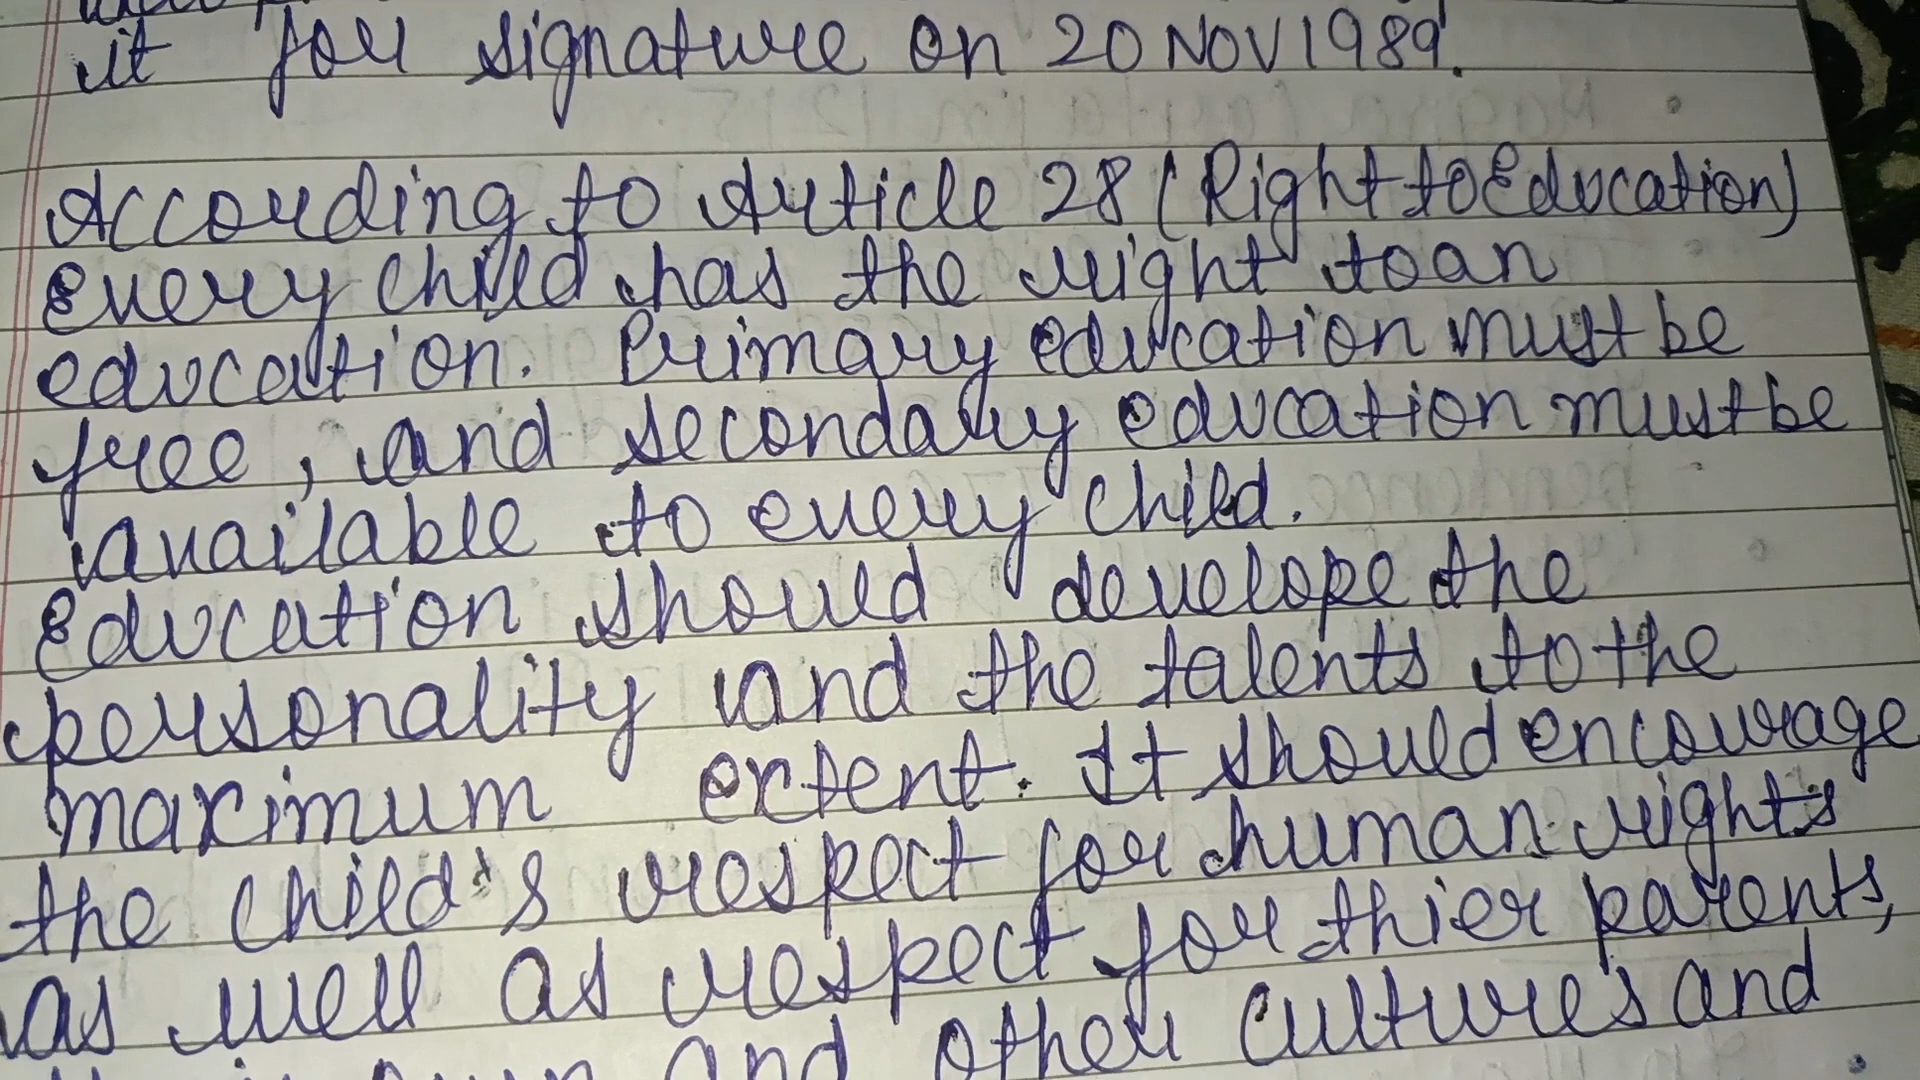 it for signature on 20 NOV 1989.
According to Article 28 (Right to Education)
every child has the right to an
education. Primary education must be
free, and secondary education must be
available to every child.
Education should develope the
personality and the talents to the
maximum extent. It should encourage
the child's respect for human rights
as well as respect for thier parents,
own and other cultures and